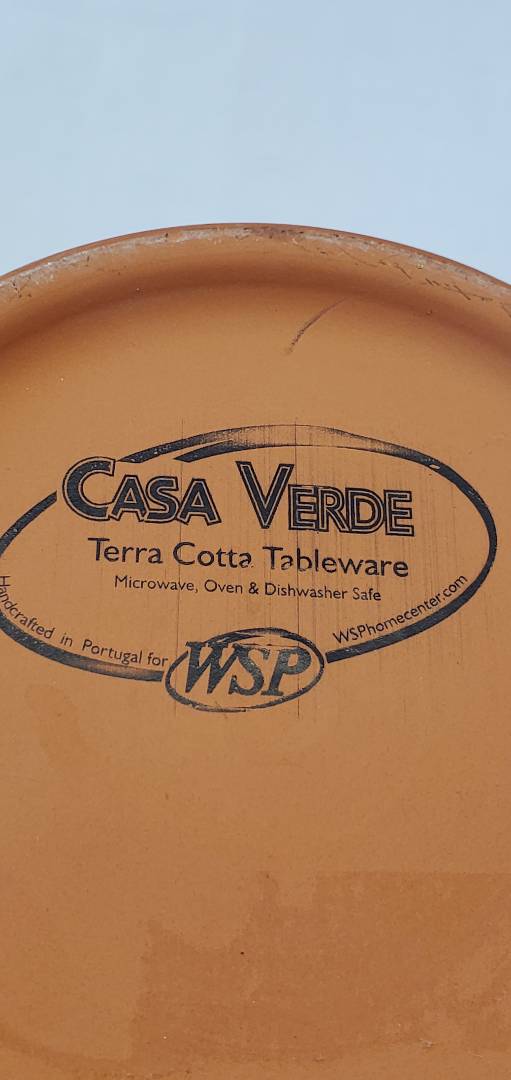 CASA VERDE
Terra Cotta Tableware
Microwave, Oven & Dishwasher Safe
Handcrafted in Portugal for
WSP
WSPhomecenter.com